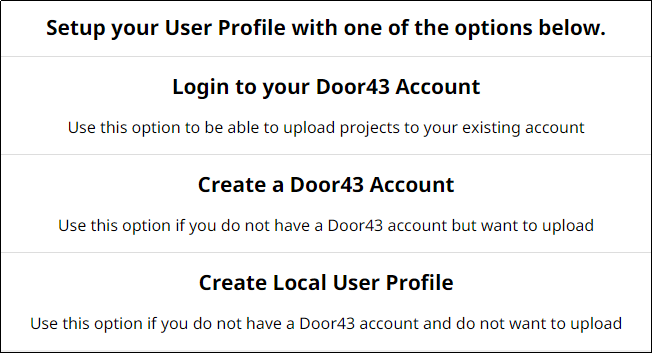 Setup your User Profile with one of the options below.
Login to your Door43 Account
Use this option to be able to upload projects to your existing account
Create a Door43 Account
Use this option if you do not have a Door43 account but want to upload
Create Local User Profile
Use this option if you do not have a Door43 account and do not want to upload